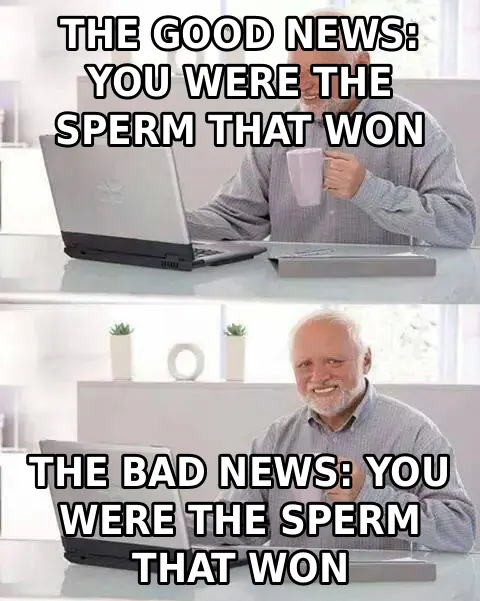 THE GOOD NEWS:
YOU WERE THE
SPERM THAT WON
THE BAD NEWS: YOU
WERE THE SPERM
THAT WON